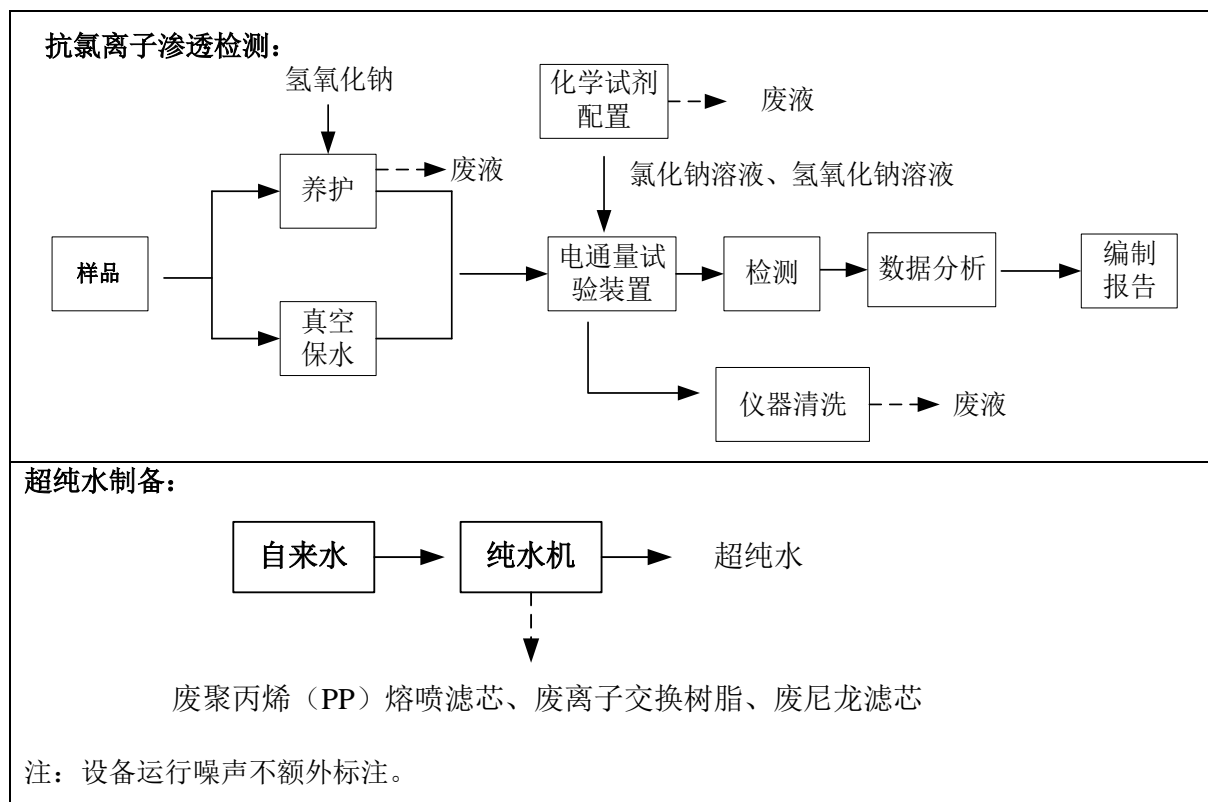 抗氯离子渗透检测：
氢氧化钠
化学试剂
配置
废液
养护
废液
氯化钠溶液、氢氧化钠溶液
样品
电通量试
验装置
检测
数据分析
编制
报告
真空
保水
仪器清洗
废液
超纯水制备：
自来水
纯水机
超纯水
废聚丙烯（PP）熔喷滤芯、废离子交换树脂、废尼龙滤芯
注：设备运行噪声不额外标注。